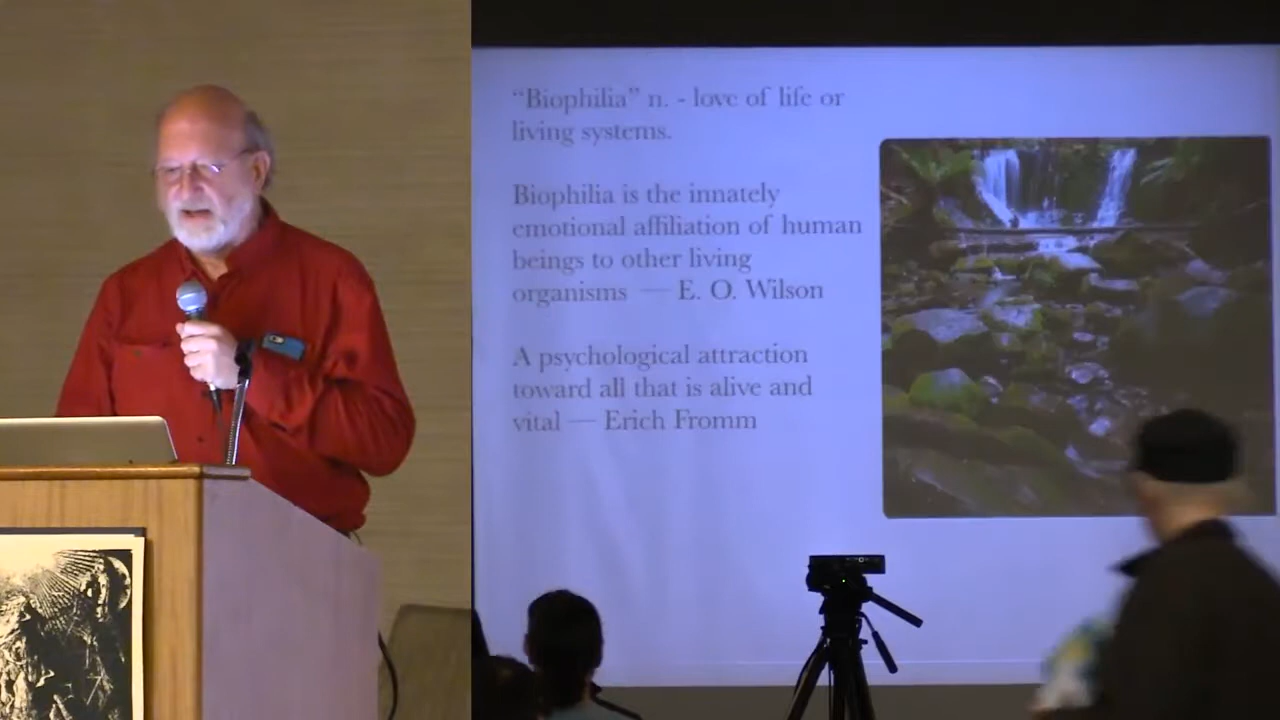 “Biophilia” n. - love of life or
living systems.
Biophilia is the innately
emotional affiliation of human
beings to other living
organisms — E. O. Wilson
A psychological attraction
toward all that is alive and
vital — Erich Fromm